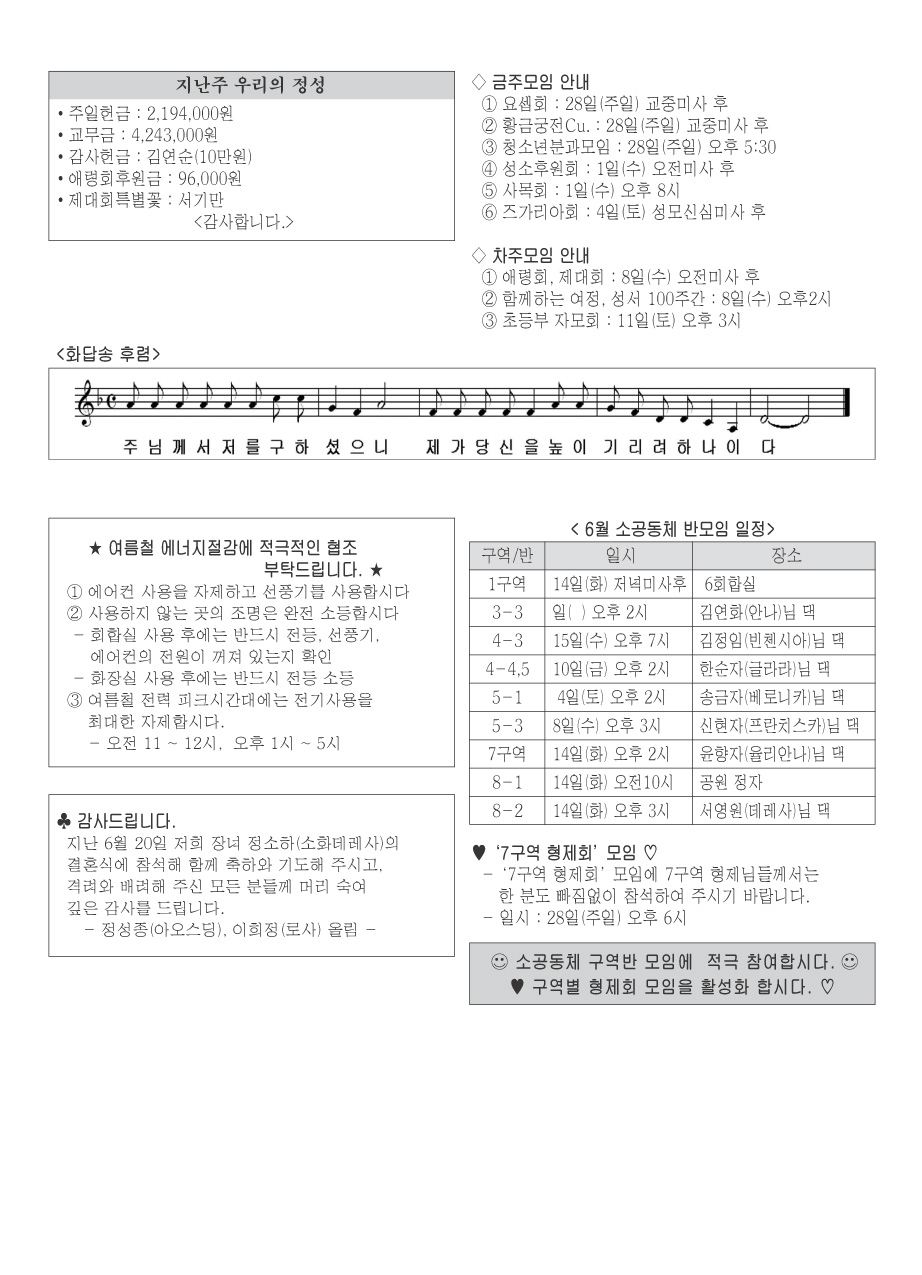 지난주 우리의 정성
• 주일헌금 : 2,194,000원
• 교무금 : 4,243,000원
• 감사헌금 : 김연순(10만원)
• 애령회후원금 : 96,000원
• 제대회특별꽃 : 서기만
<감사합니다.>
◇ 금주모임 안내
① 요셉회 : 28일(주일) 교중미사 후
② 황금궁전Cu. : 28일(주일) 교중미사 후
③ 청소년분과모임 : 28일(주일) 오후 5:30
④ 성소후원회 : 1일(수) 오전미사 후
⑤ 사목회 : 1일(수) 오후 8시
⑥ 즈가리아회 : 4일(토) 성모신심미사 후
◇ 차주모임 안내
① 애령회, 제대회 : 8일(수) 오전미사 후
② 함께하는 여정, 성서 100주간 : 8일(수) 오후2시
③ 초등부 자모회 : 11일(토) 오후 3시
<화답송 후렴>
주 님 께 서 저 를 구 하 셨 으 니 제 가 당 신 을 높 이 기 리 려 하 나 이 다
★ 여름철 에너지절감에 적극적인 협조
부탁드립니다. ★
① 에어컨 사용을 자제하고 선풍기를 사용합시다
② 사용하지 않는 곳의 조명은 완전 소등합시다
- 회합실 사용 후에는 반드시 전등, 선풍기,
에어컨의 전원이 꺼져 있는지 확인
- 화장실 사용 후에는 반드시 전등 소등
③ 여름철 전력 피크시간대에는 전기사용을
최대한 자제합시다.
- 오전 11 ~ 12시, 오후 1시 ~ 5시
♣ 감사드립니다.
지난 6월 20일 저희 장녀 정소하(소화데레사)의
결혼식에 참석해 함께 축하와 기도해 주시고,
격려와 배려해 주신 모든 분들께 머리 숙여
깊은 감사를 드립니다.
- 정성종(아오스딩), 이희정(로사) 올림 -
< 6월 소공동체 반모임 일정>
구역/반 일시 장소
1구역 14일(화) 저녁미사후 6회합실
3-3 일( ) 오후 2시 김연화(안나)님 댁
4-3 15일(수) 오후 7시 김정임(빈첸시아)님 댁
4-4,5 10일(금) 오후 2시 한순자(글라라)님 댁
5-1 4일(토) 오후 2시 송금자(베로니카)님 댁
5-3 8일(수) 오후 3시 신현자(프란치스카)님 댁
7구역 14일(화) 오후 2시 윤향자(율리안나)님 댁
8-1 14일(화) 오전10시 공원 정자
8-2 14일(화) 오후 3시 서영원(데레사)님 댁
♥ ‘7구역 형제회’ 모임 ♡
- ‘7구역 형제회’ 모임에 7구역 형제님들께서는
한 분도 빠짐없이 참석하여 주시기 바랍니다.
- 일시 : 28일(주일) 오후 6시
☺ 소공동체 구역반 모임에 적극 참여합시다. ☺
♥ 구역별 형제회 모임을 활성화 합시다. ♡